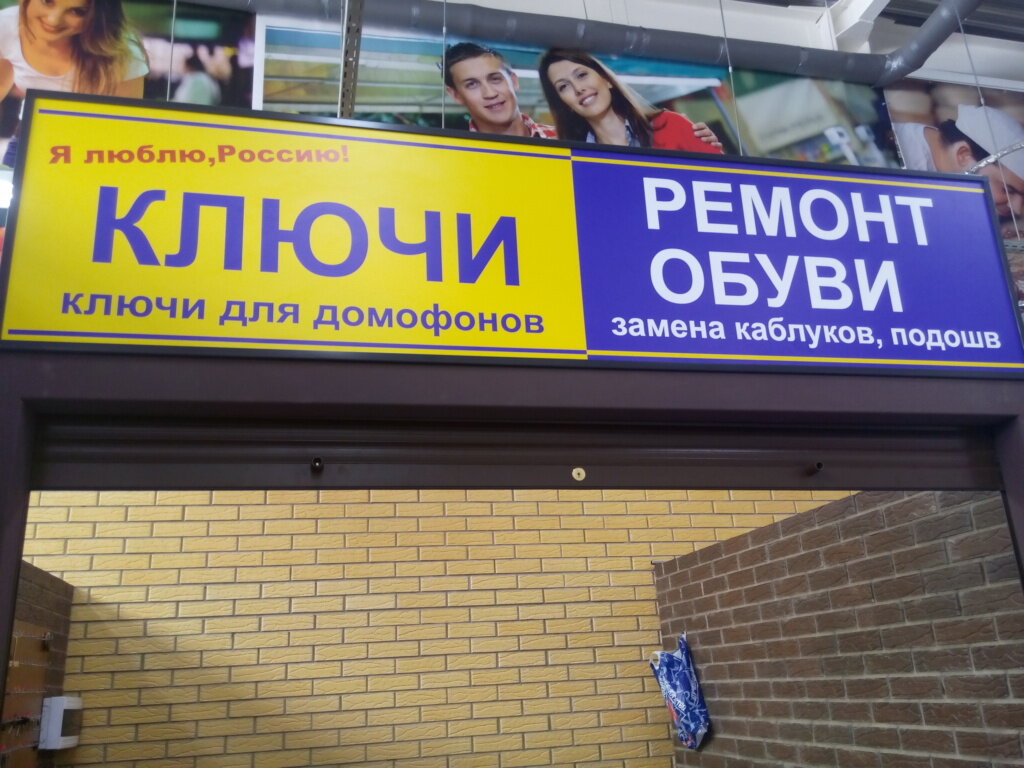 Я люблю,Россию!
КЛЮЧИ
ключи для домофонов
РЕМОНТ
ОБУВИ
замена каблуков, подошв